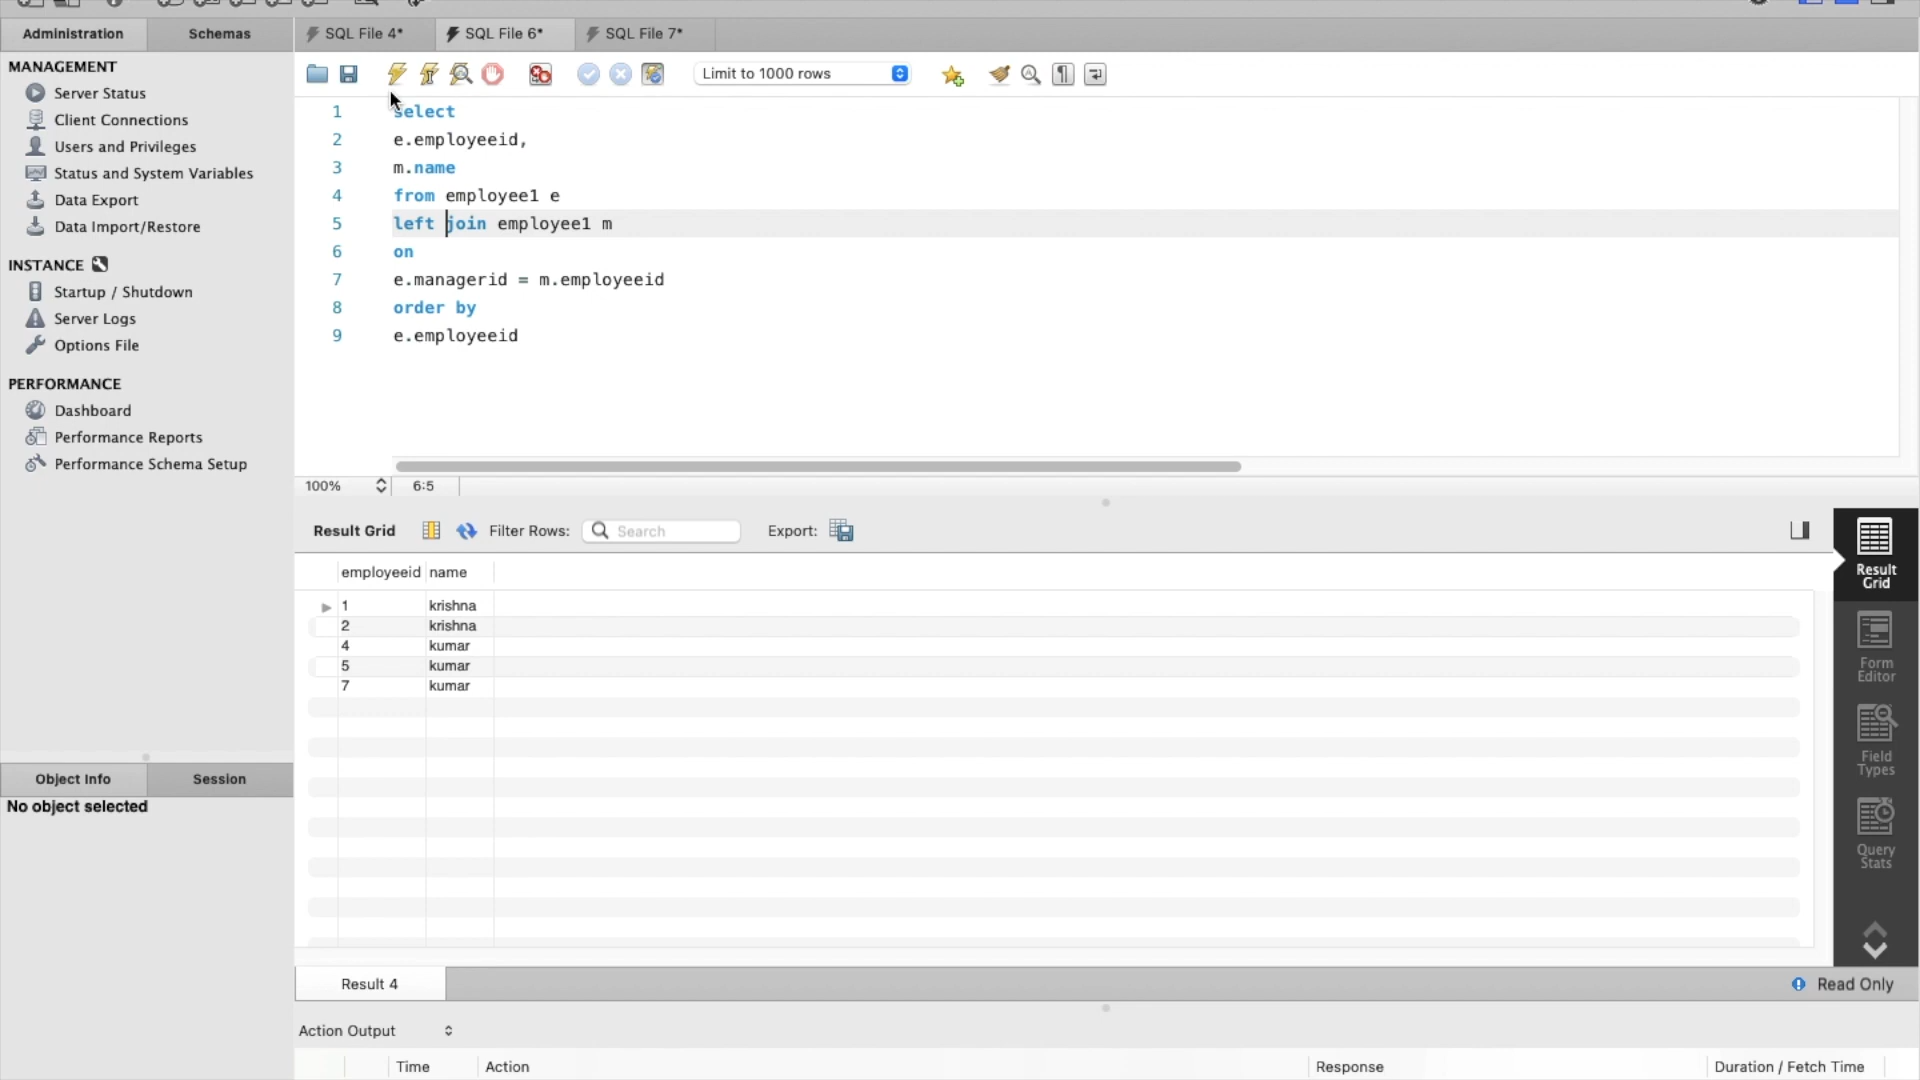 Administration
Schemas
SQL File 4*
SQL File 6*
SQL File 7*
MANAGEMENT
Server Status
Client Connections
Users and Privileges
Status and System Variables
Data Export
Data Import/Restore
INSTANCE
Startup / Shutdown
Server Logs
Options File
PERFORMANCE
Dashboard
Performance Reports
Performance Schema Setup
Object Info
Session
No object selected
Limit to 1000 rows
1 select
2 e.employeeid,
3 m.name
4 from employee1 e
5 left join employee1 m
6 on
7 e.managerid = m.employeeid
8 order by
9 e.employeeid
100%
6:5
Result Grid
Filter Rows:
Search
Export:
employeeid name
1 krishna
2 krishna
4 kumar
5 kumar
7 kumar
Result
Grid
Form
Editor
Field
Types
Query
Stats
Result 4
Read Only
Action Output
Time
Action
Response
Duration / Fetch Time